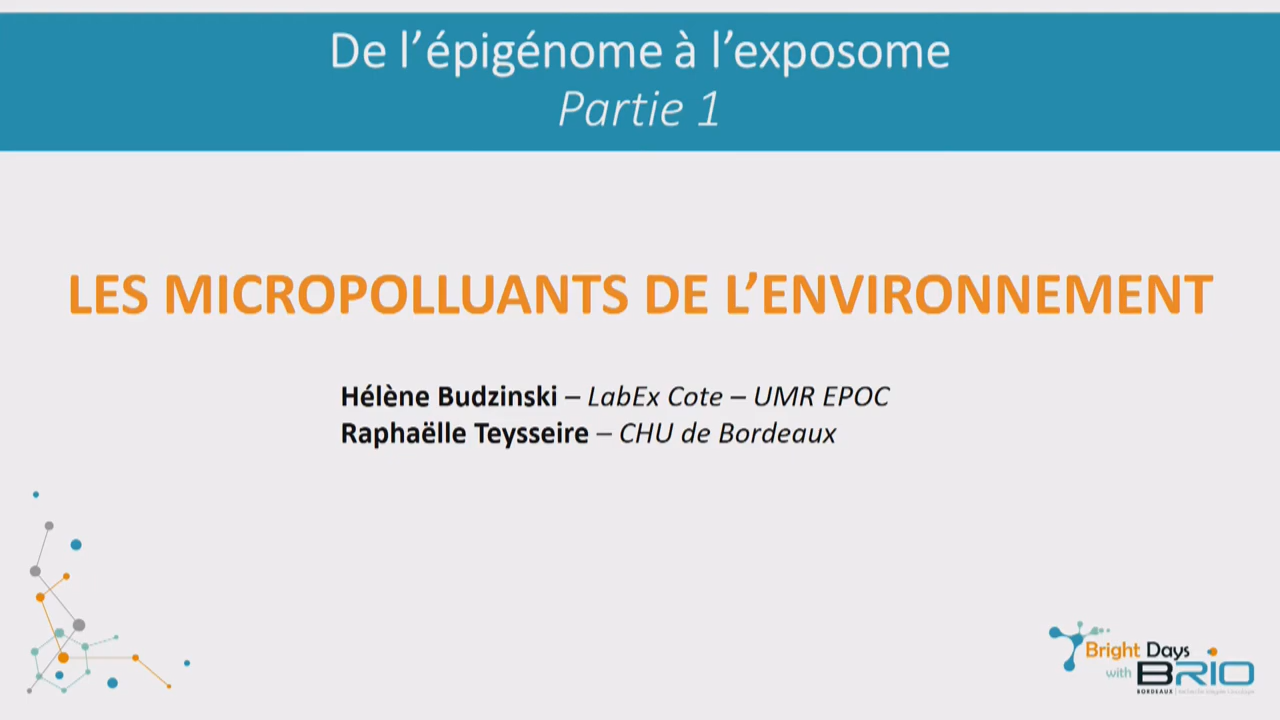 De l’épigénome à l’exposome
Partie 1
LES MICROPOLLUANTS DE L’ENVIRONNEMENT
Hélène Budzinski – LabEx Cote – UMR EPOC
Raphaëlle Teysseire – CHU de Bordeaux
Bright Days
with BRIO
BORDEAUX